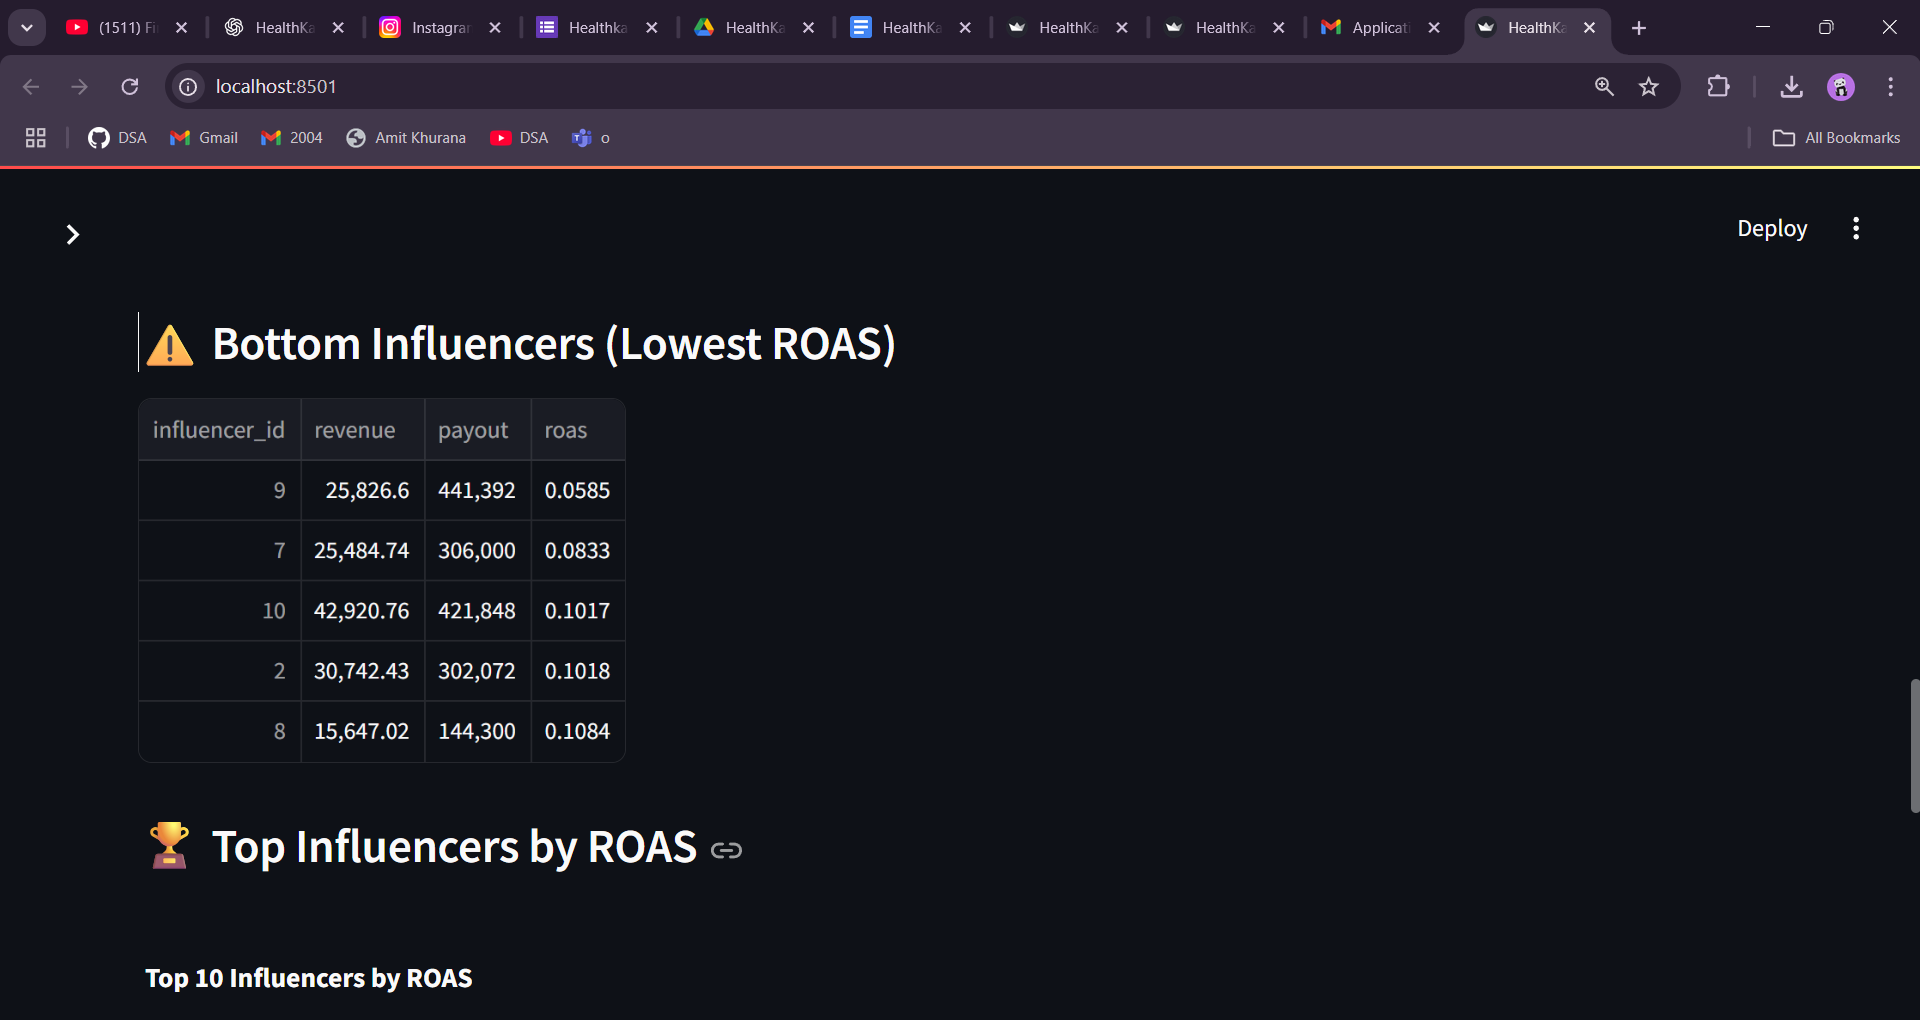 (1511) Fi
HealthKa
Instagra
Healthka
HealthKa
HealthKa
HealthKa
HealthKa
Applicati
HealthKa
localhost:8501
DSA
Gmail
2004
Amit Khurana
DSA
o
All Bookmarks
Deploy
Bottom Influencers (Lowest ROAS)
influencer_id revenue payout roas
9 25,826.6 441,392 0.0585
7 25,484.74 306,000 0.0833
10 42,920.76 421,848 0.1017
2 30,742.43 302,072 0.1018
8 15,647.02 144,300 0.1084
Top Influencers by ROAS
Top 10 Influencers by ROAS